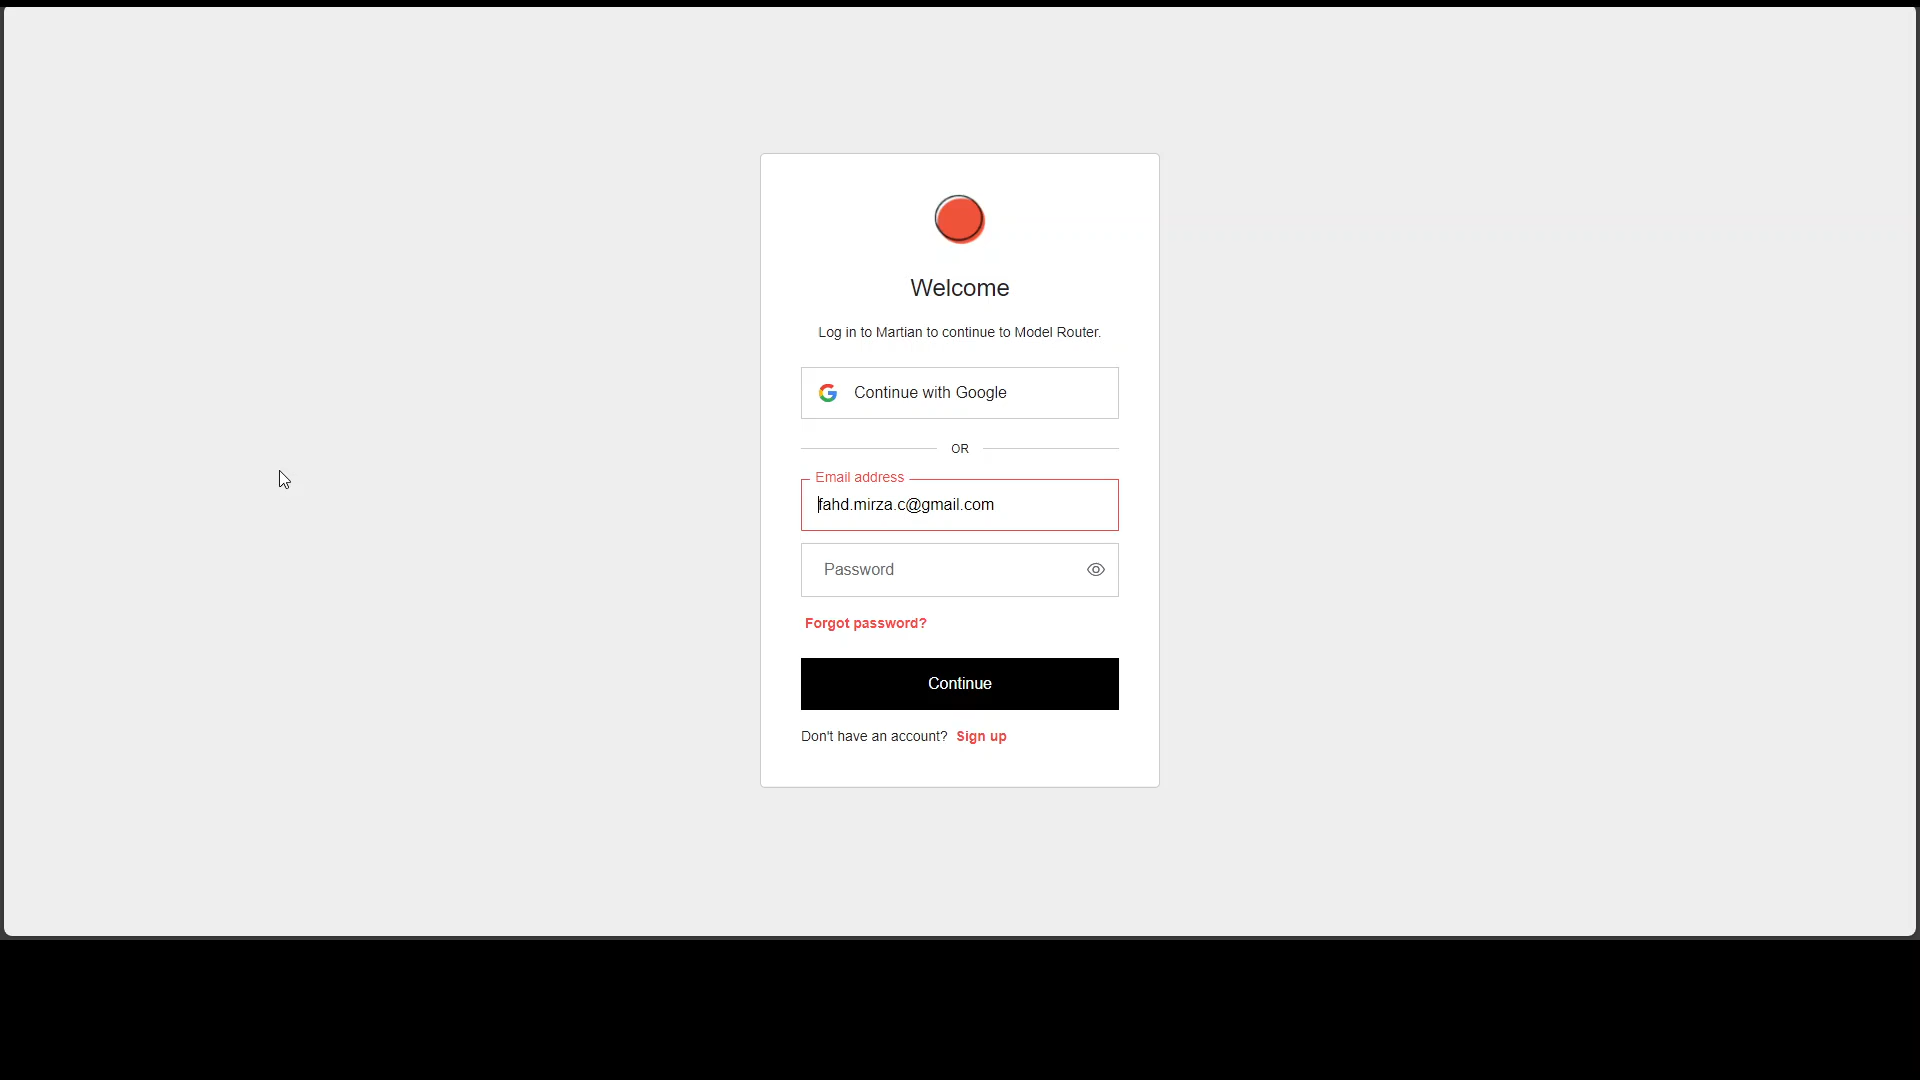 Welcome
Log in to Martian to continue to Model Router.
Continue with Google
OR
Email address
fahd.mirza.c@gmail.com
Password
Forgot password?
Continue
Don't have an account? Sign up